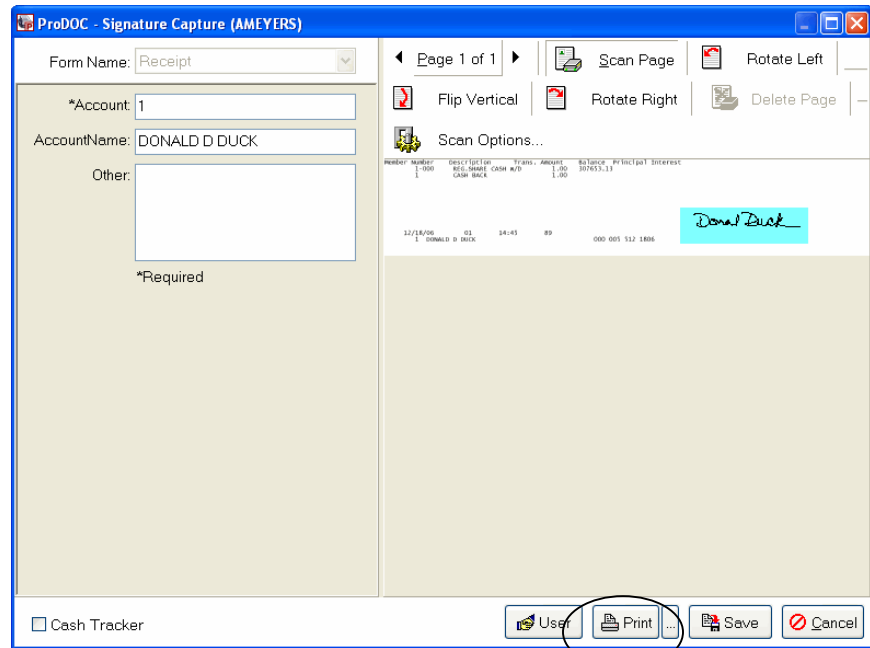 ProDOC - Signature Capture (AMEYERS)
Form Name: Receipt
*Account: 1
AccountName: DONALD D DUCK
Other:
*Required
Page 1 of 1 Scan Page Rotate Left
Flip Vertical Rotate Right Delete Page
Scan Options...
Member Number Description Trans. Amount Balance Principal Interest
1-000 REG.SHARE CASH W/D 1.00 307653.13
1 CASH BACK 1.00
Donal Duck
12/18/06 01 14:45 89
1 DONALD D DUCK 000 005 512 1806
Cash Tracker User Print ... Save Cancel